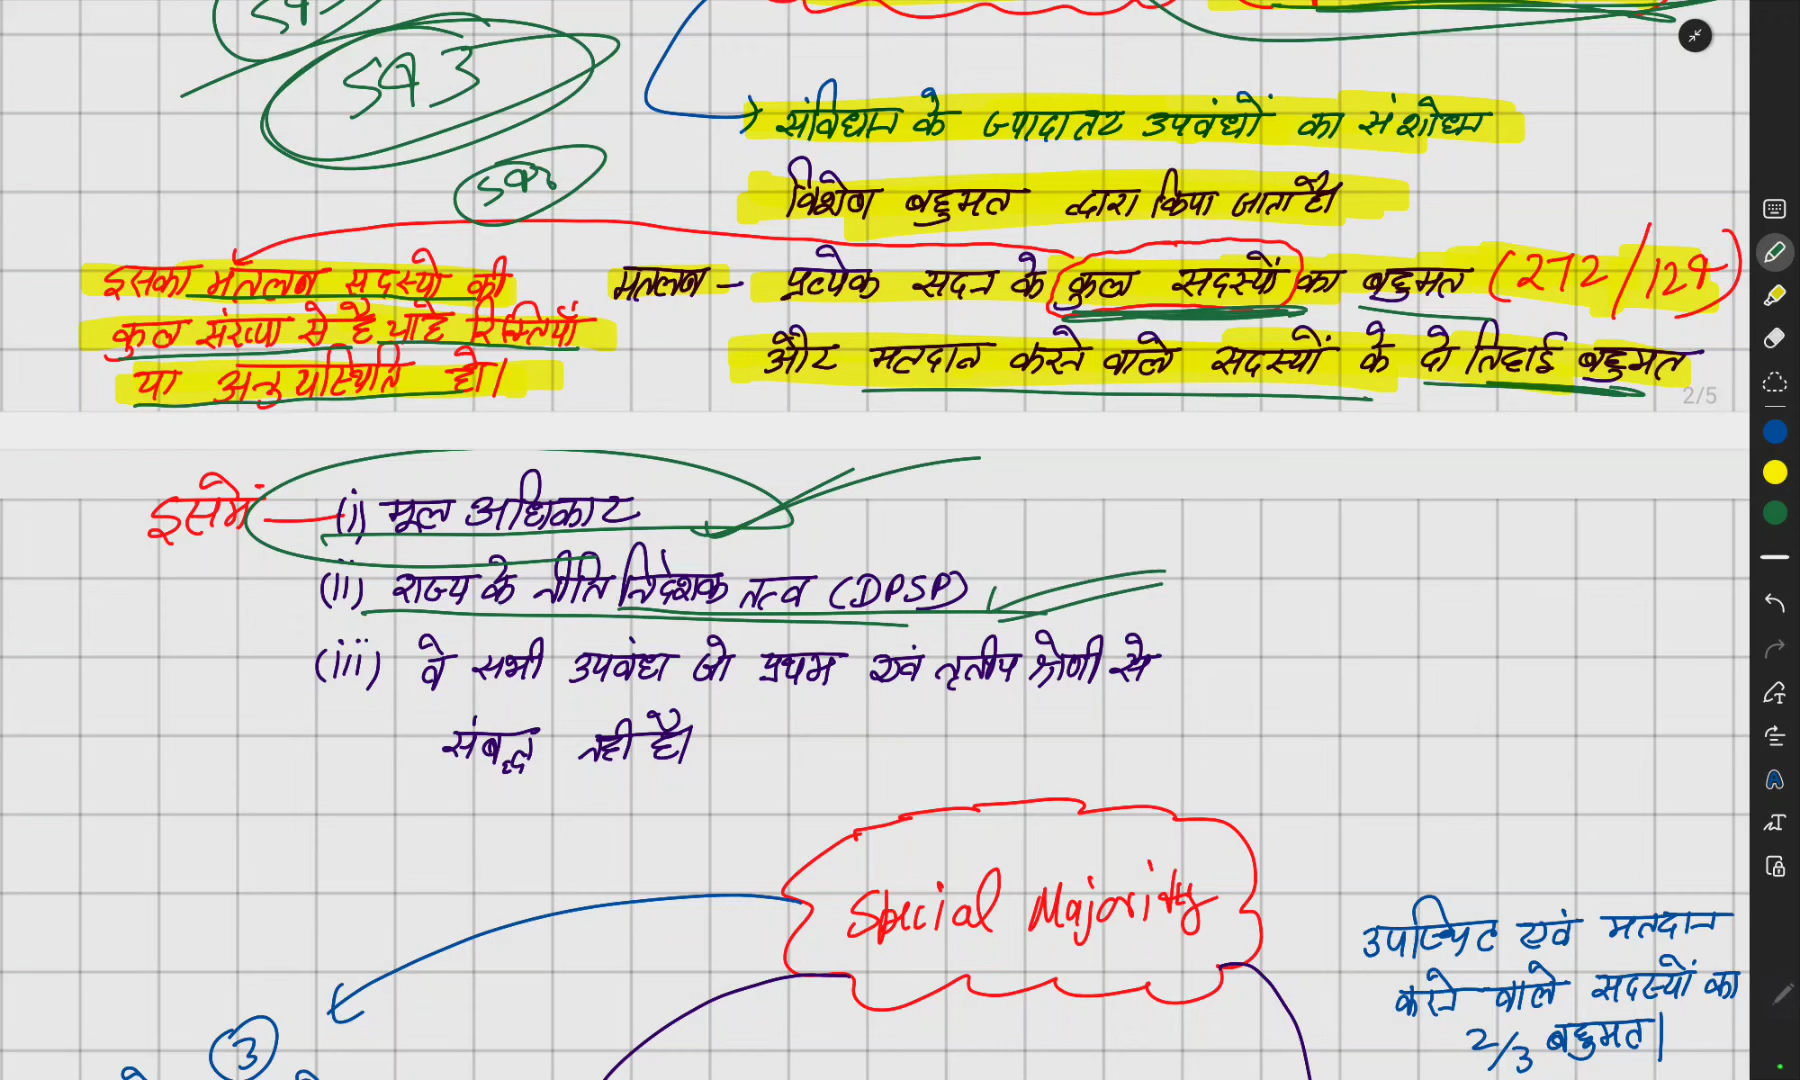 543
संविधान के ज्यादातर उपबंधों का संशोधन
विशेष बहुमत द्वारा किया जाता है।
मतलब – प्रत्येक सदन के कुल सदस्यों का बहुमत (272/124)
और मतदान करने वाले सदस्यों के दो तिहाई बहुमत
इसका मतलब सदस्यो की
कुल संख्या से है चाहे रिक्तियाँ
या अनुपस्थिति हो।
2/5
इसमें — (i) मूल अधिकार
(ii) राज्य के नीति निदेशक तत्व (DPSP)
(iii) वे सभी उपबंध जो प्रथम एवं तृतीय श्रेणी से
संबद्ध नही है।
Special Majority
उपस्थित एवं मतदान
करने वाले सदस्यों का
2/3 बहुमत।
3